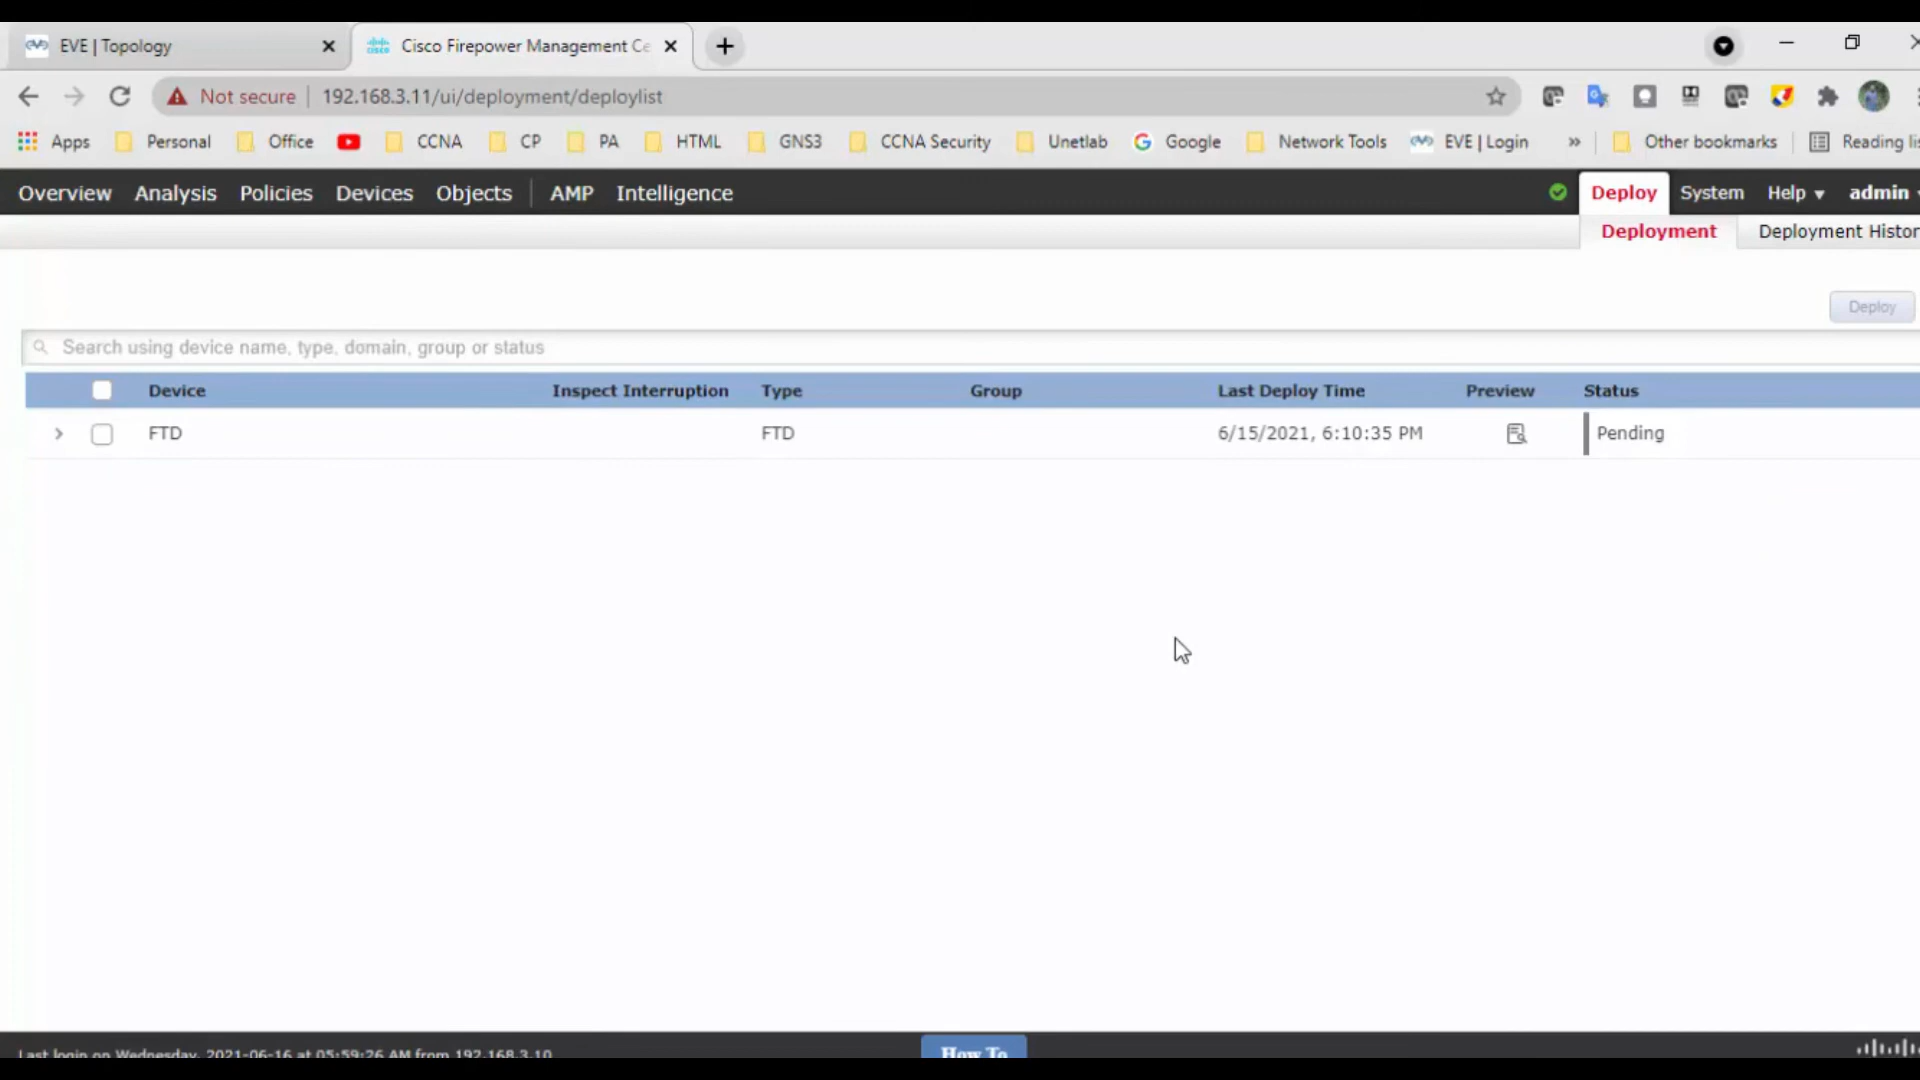 EVE | Topology
Cisco Firepower Management Ce
Not secure 192.168.3.11/ui/deployment/deploylist
Apps Personal Office CCNA CP PA HTML GNS3 CCNA Security Unetlab Google Network Tools EVE | Login » Other bookmarks Reading lis
Overview Analysis Policies Devices Objects AMP Intelligence Deploy System Help admin
Deployment Deployment Histor
Deploy
Search using device name, type, domain, group or status
Device Inspect Interruption Type Group Last Deploy Time Preview Status
FTD FTD 6/15/2021, 6:10:35 PM Pending
Last login on Wednesday, 2021-06-16 at 05:59:26 AM from 192.168.3.10 How To